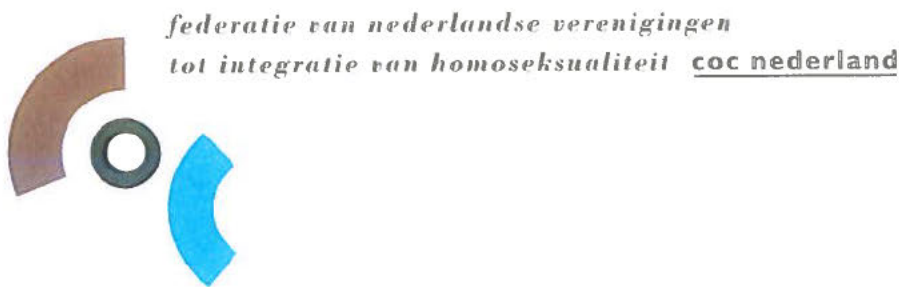 federatie van nederlandse verenigingen
tot integratie van homoseksualiteit coc nederland